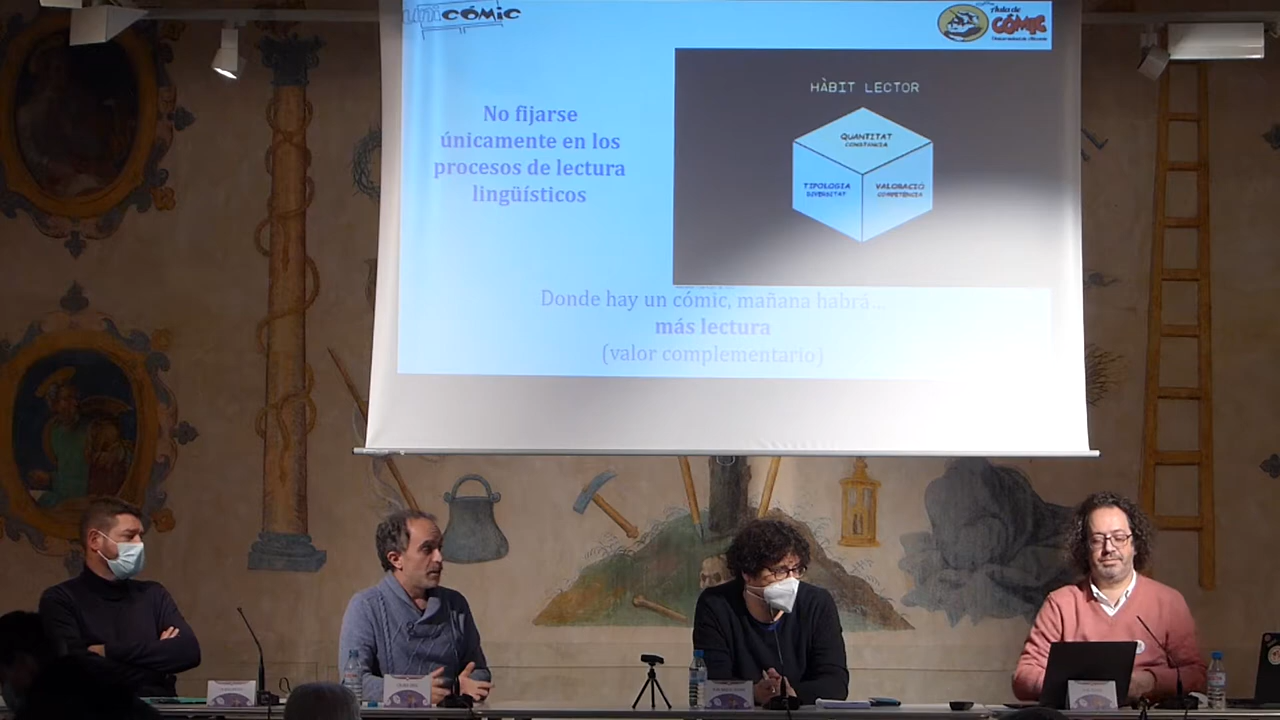 unicómic
Aula de
CÓMIC
No fijarse
únicamente en los
procesos de lectura
lingüísticos
HÀBIT LECTOR
QUANTITAT
CONSTÀNCIA
TIPOLOGIA
DIVERSITAT
VALORACIÓ
COMPETÈNCIA
Donde hay un cómic, mañana habrá...
más lectura
(valor complementario)